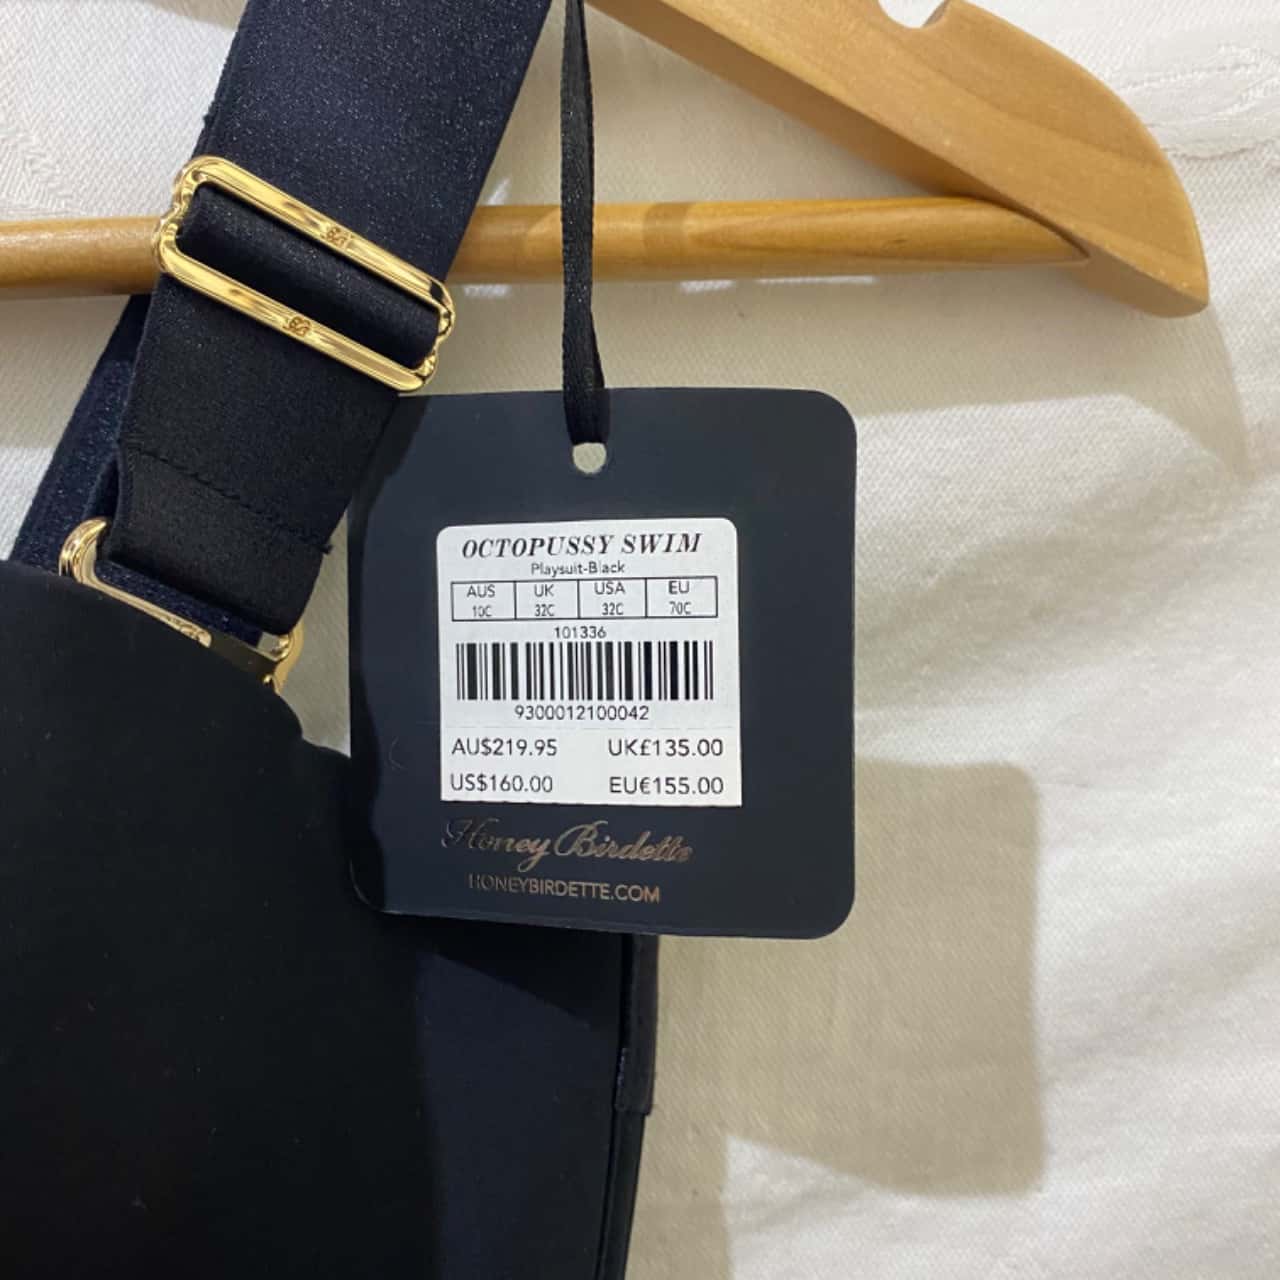 OCTOPUSSY SWIM
Playsuit-Black
AUS UK USA EU
10C 32C 32C 70C
101336
9300012100042
AU$219.95 UK£135.00
US$160.00 EU€155.00
Honey Birdette
HONEYBIRDETTE.COM